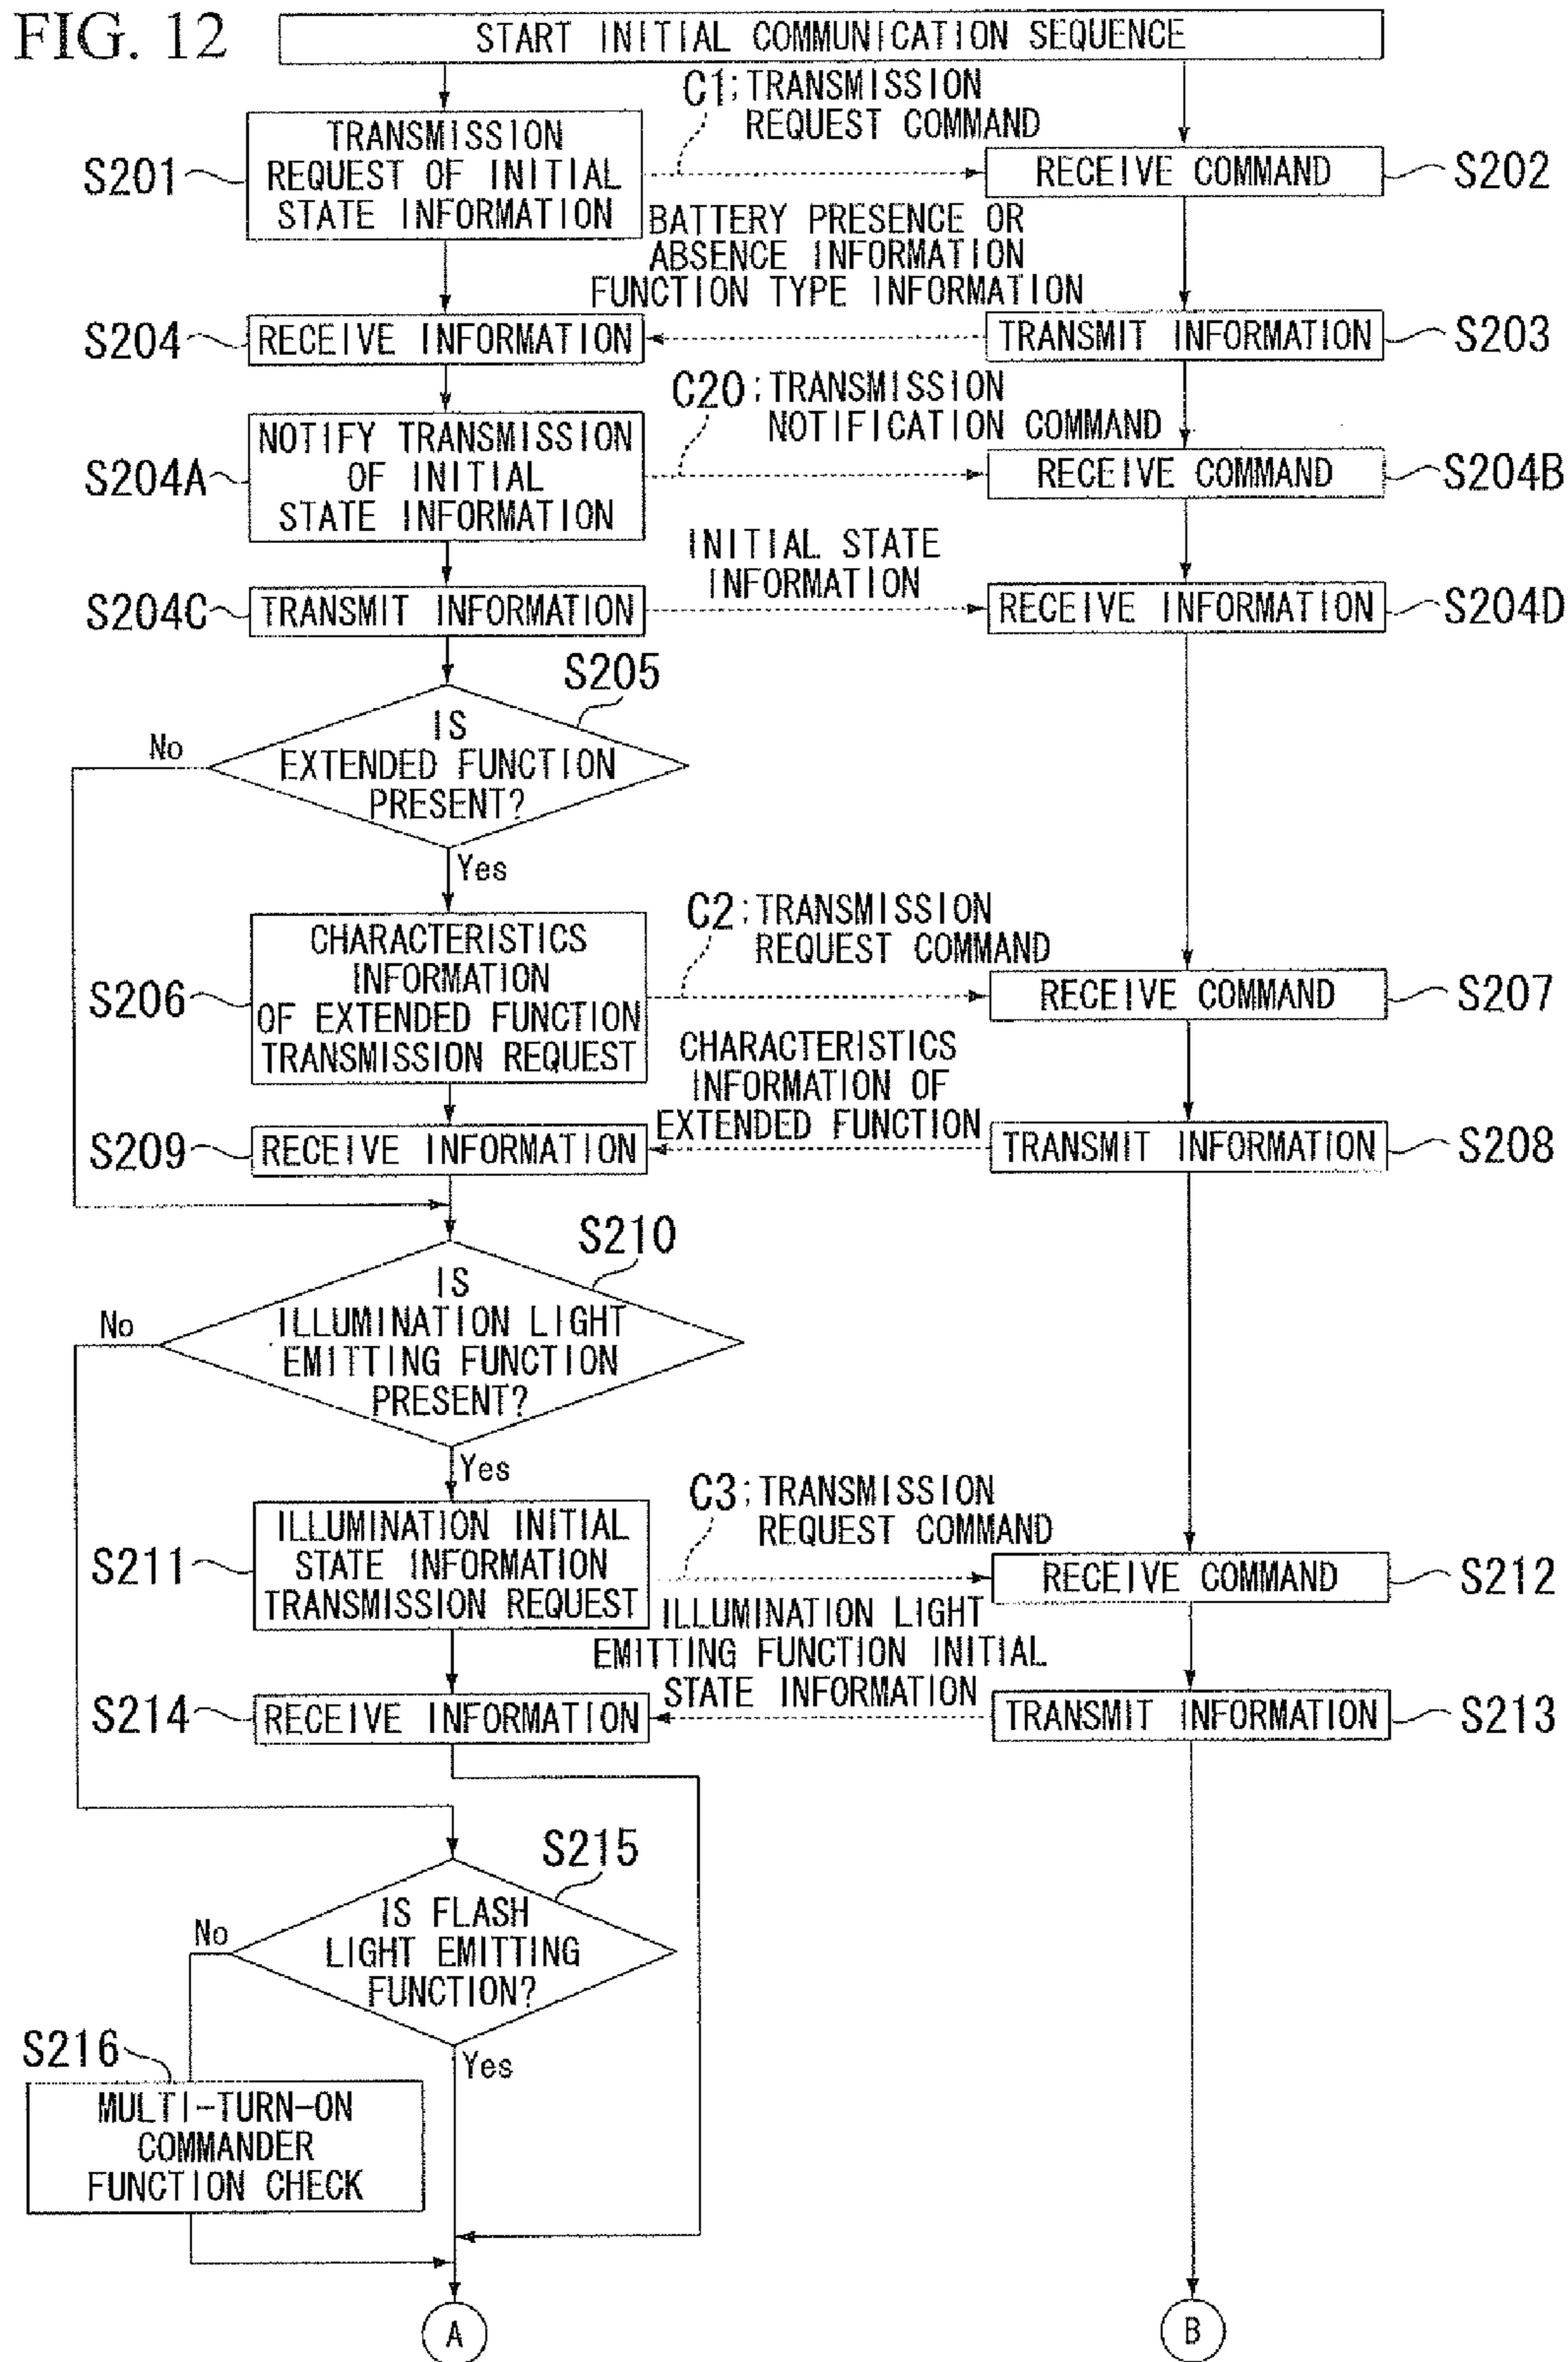 FIG. 12
START INITIAL COMMUNICATION SEQUENCE
C1;TRANSMISSION
REQUEST COMMAND
S201
TRANSMISSION
REQUEST OF INITIAL
STATE INFORMATION
RECEIVE COMMAND
S202
BATTERY PRESENCE OR
ABSENCE INFORMATION
FUNCTION TYPE INFORMATION
S204
RECEIVE INFORMATION
TRANSMIT INFORMATION
S203
C20;TRANSMISSION
NOTIFICATION COMMAND
S204A
NOTIFY TRANSMISSION
OF INITIAL
STATE INFORMATION
RECEIVE COMMAND
S204B
INITIAL STATE
INFORMATION
S204C
TRANSMIT INFORMATION
RECEIVE INFORMATION
S204D
S205
IS
EXTENDED FUNCTION
PRESENT?
No
Yes
C2;TRANSMISSION
REQUEST COMMAND
S206
CHARACTERISTICS
INFORMATION
OF EXTENDED FUNCTION
TRANSMISSION REQUEST
RECEIVE COMMAND
S207
CHARACTERISTICS
INFORMATION OF
EXTENDED FUNCTION
S209
RECEIVE INFORMATION
TRANSMIT INFORMATION
S208
S210
IS
ILLUMINATION LIGHT
EMITTING FUNCTION
PRESENT?
No
Yes
C3;TRANSMISSION
REQUEST COMMAND
S211
ILLUMINATION INITIAL
STATE INFORMATION
TRANSMISSION REQUEST
RECEIVE COMMAND
S212
ILLUMINATION LIGHT
EMITTING FUNCTION INITIAL
STATE INFORMATION
S214
RECEIVE INFORMATION
TRANSMIT INFORMATION
S213
S215
IS FLASH
LIGHT EMITTING
FUNCTION?
No
Yes
S216
MULTI-TURN-ON
COMMANDER
FUNCTION CHECK
A
B